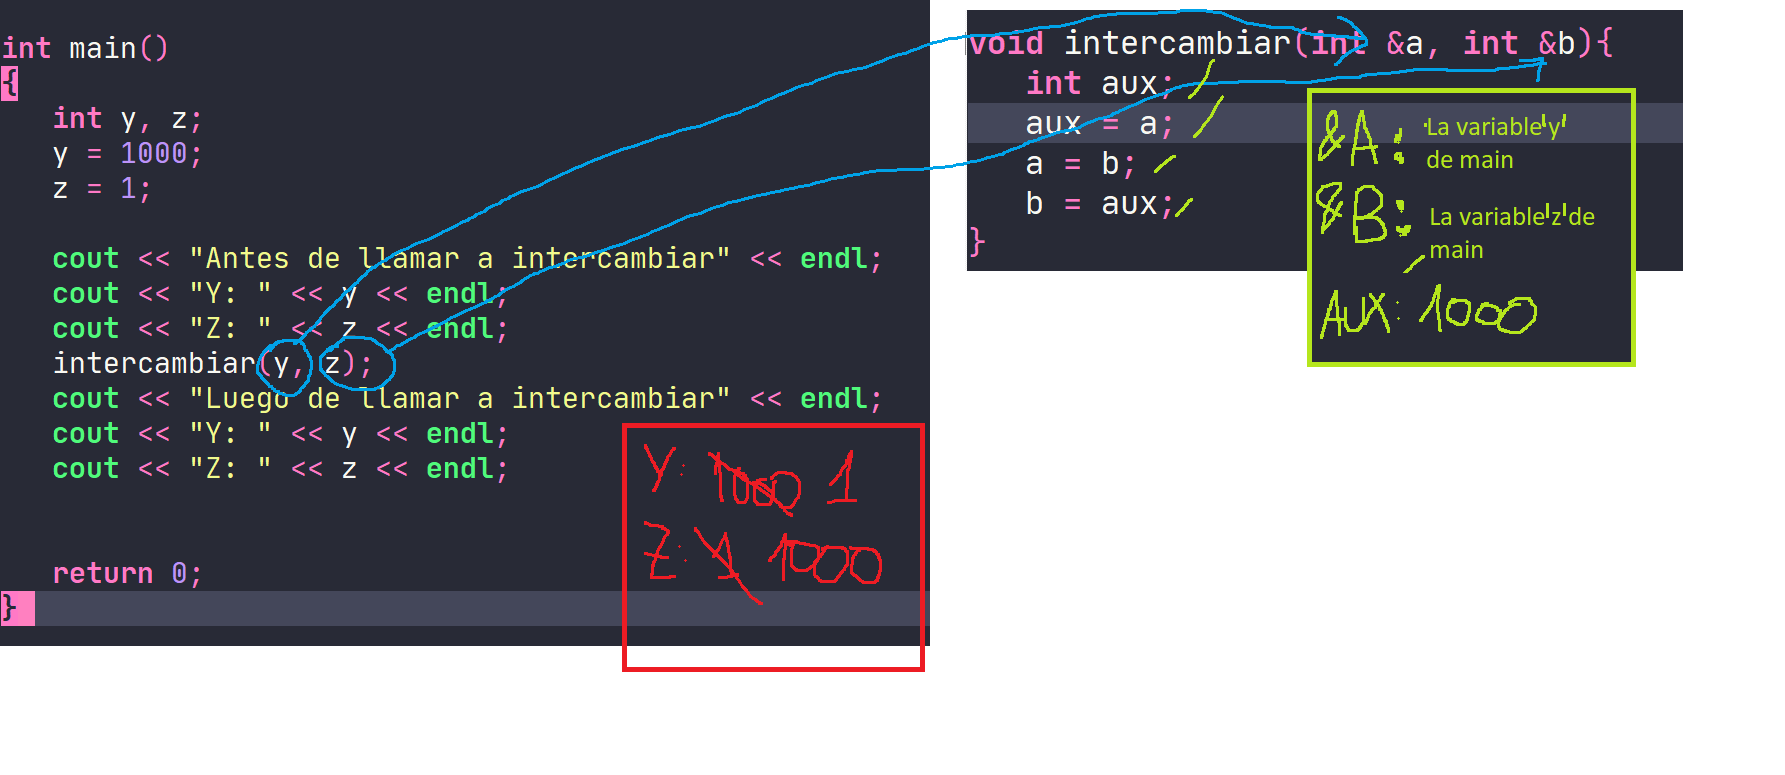 int main()
{
int y, z;
y = 1000;
z = 1;
cout << "Antes de llamar a intercambiar" << endl;
cout << "Y: " << y << endl;
cout << "Z: " << z << endl;
intercambiar(y, z);
cout << "Luego de llamar a intercambiar" << endl;
cout << "Y: " << y << endl;
cout << "Z: " << z << endl;
return 0;
}
Y: 1000 1
Z: 1 1000
void intercambiar(int &a, int &b){
int aux;
aux = a;
a = b;
b = aux;
}
&A: La variable 'y'
de main
&B: La variable 'z' de
main
AUX: 1000